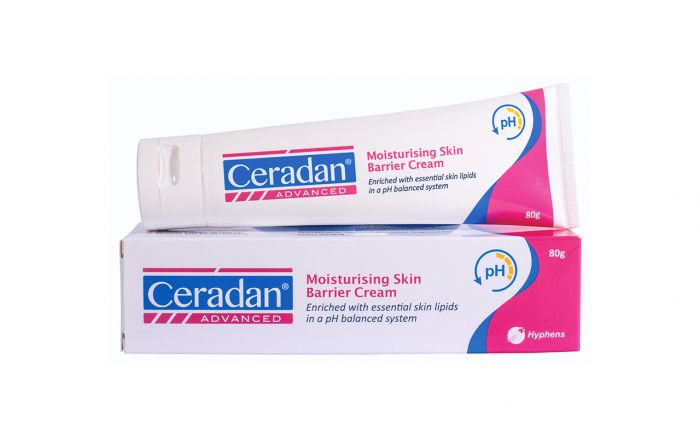 Ceradan®
ADVANCED
Moisturising Skin
Barrier Cream
Enriched with essential skin lipids
in a pH balanced system
pH
80g
Ceradan®
ADVANCED
Moisturising Skin
Barrier Cream
Enriched with essential skin lipids
in a pH balanced system
pH
80g
Hyphens